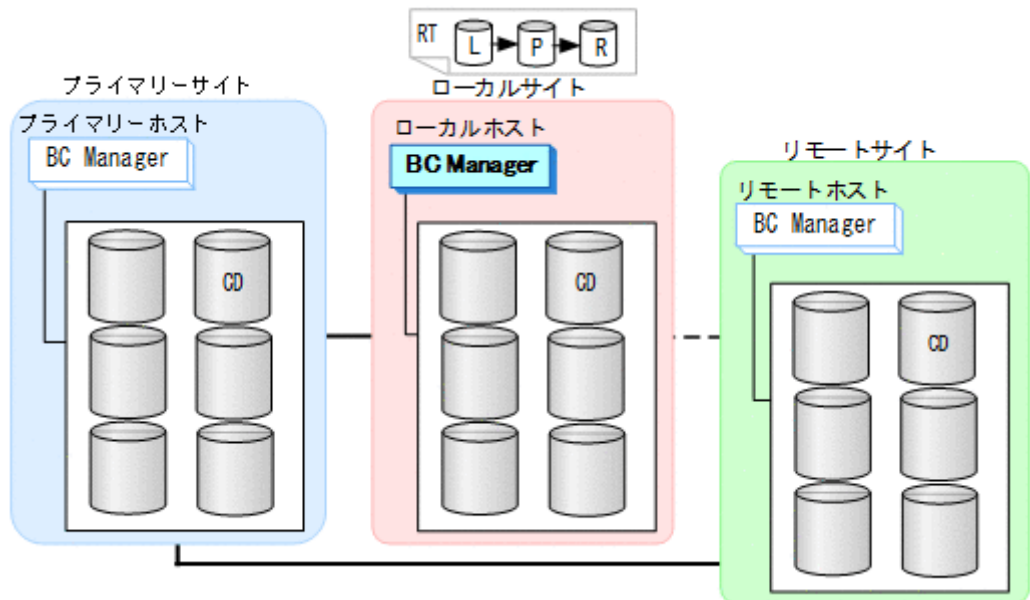 RT
L
P
R
プライマリーサイト
ローカルサイト
プライマリーホスト
BC Manager
CD
ローカルホスト
BC Manager
CD
リモートサイト
リモートホスト
BC Manager
CD